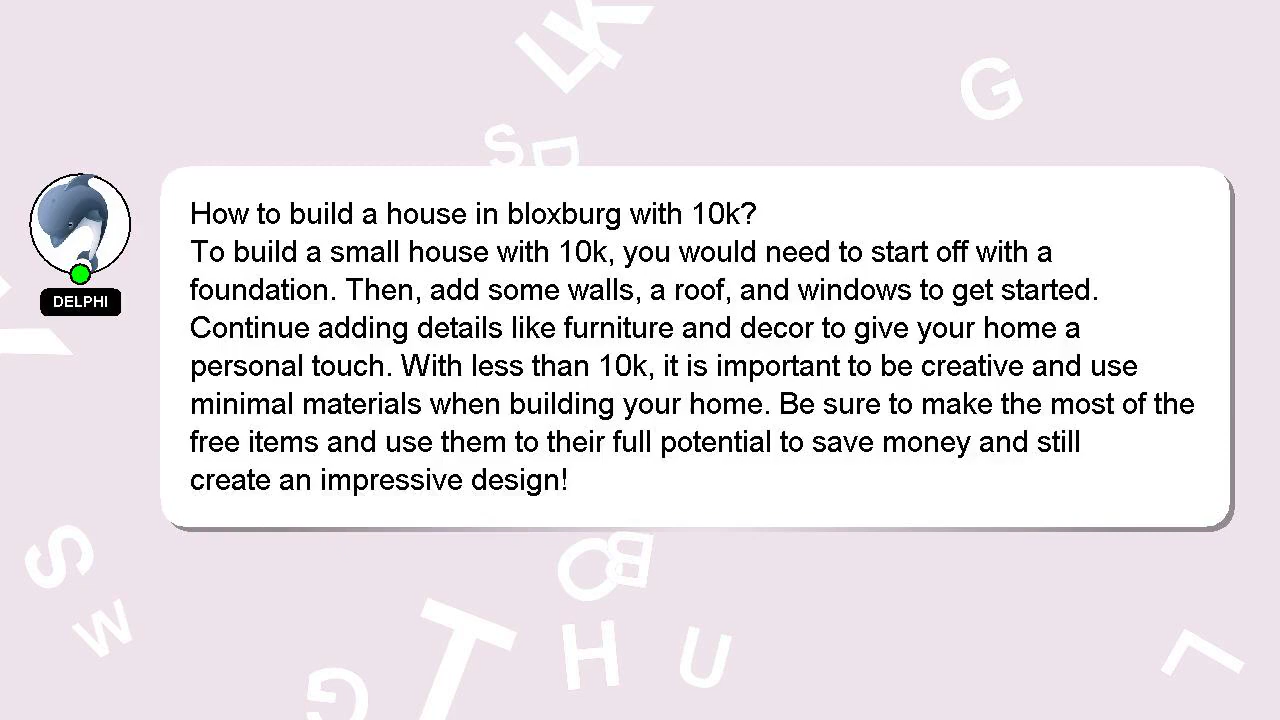 LK
G
S
D
How to build a house in bloxburg with 10k?
To build a small house with 10k, you would need to start off with a
foundation. Then, add some walls, a roof, and windows to get started.
Continue adding details like furniture and decor to give your home a
personal touch. With less than 10k, it is important to be creative and use
minimal materials when building your home. Be sure to make the most of the
free items and use them to their full potential to save money and still
create an impressive design!
DELPHI
Y
S
C
B
W
T
H
U
L
G